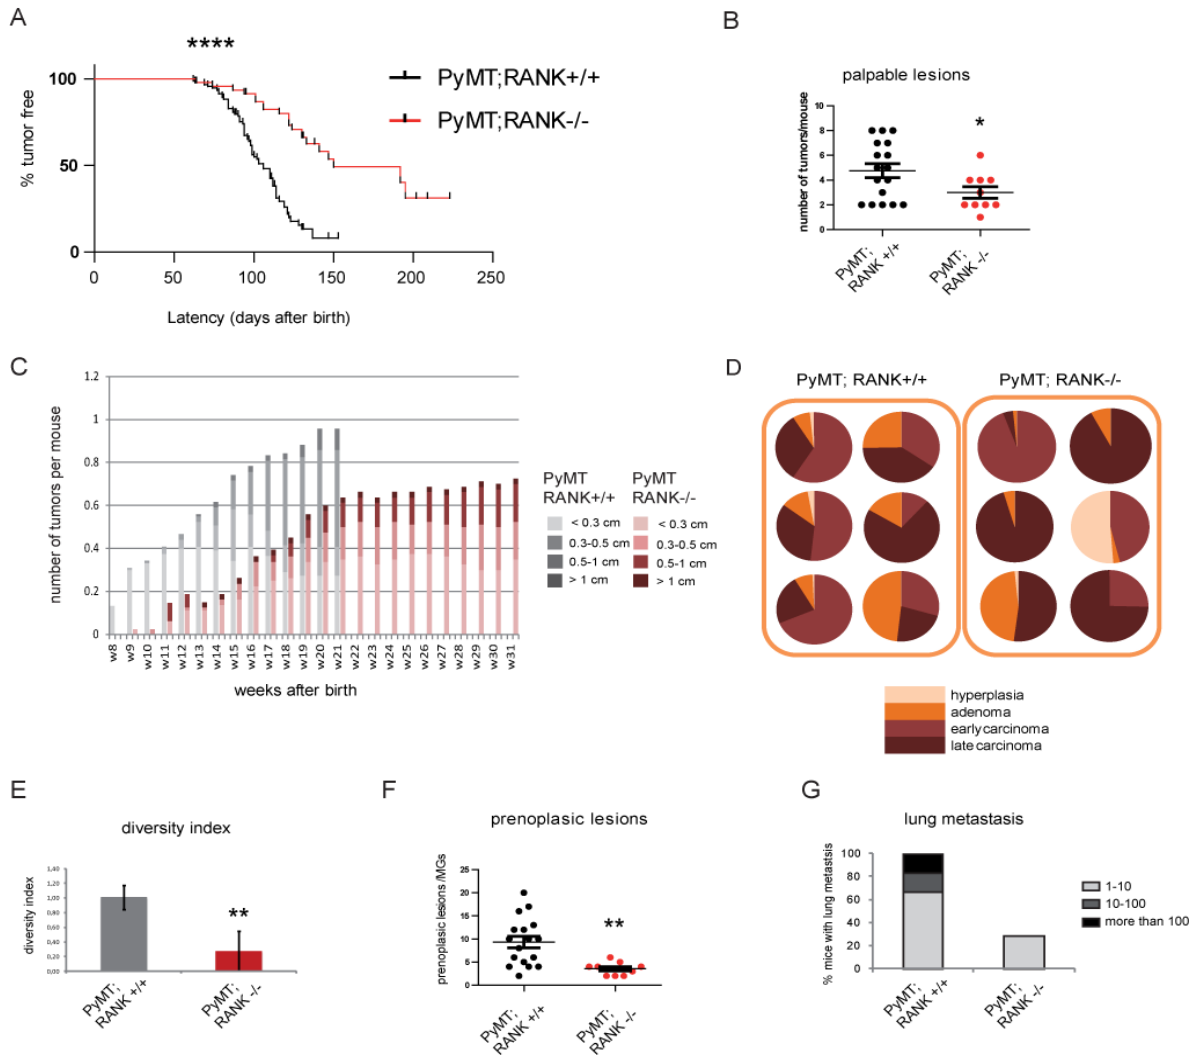 A
****
100
50
0
% tumor free
0
50
100
150
200
250
Latency (days after birth)
PyMT;RANK+/+
PyMT;RANK-/-
B
palpable lesions
number of tumors/mouse
10
8
6
4
2
0
*
PyMT;
RANK +/+
PyMT;
RANK -/-
C
number of tumors per mouse
1.2
1
0.8
0.6
0.4
0.2
0
w8
w9
w10
w11
w12
w13
w14
w15
w16
w17
w18
w19
w20
w21
w22
w23
w24
w25
w26
w27
w28
w29
w30
w31
weeks after birth
PyMT
RANK+/+
< 0.3 cm
0.3-0.5cm
0.5-1 cm
> 1 cm
PyMT
RANK-/-
< 0.3 cm
0.3-0.5 cm
0.5-1 cm
> 1 cm
D
PyMT; RANK+/+
PyMT; RANK-/-
hyperplasia
adenoma
early carcinoma
late carcinoma
E
diversity index
diversity index
1,40
1,20
1,00
0,80
0,60
0,40
0,20
0,00
**
PyMT;
RANK +/+
PyMT;
RANK -/-
F
prenoplasic lesions
prenoplasic lesions /MGs
25
20
15
10
5
0
**
PyMT;
RANK +/+
PyMT;
RANK -/-
G
lung metastasis
% mice with lung metastsis
100
80
60
40
20
0
PyMT;
RANK +/+
PyMT;
RANK -/-
1-10
10-100
more than 100